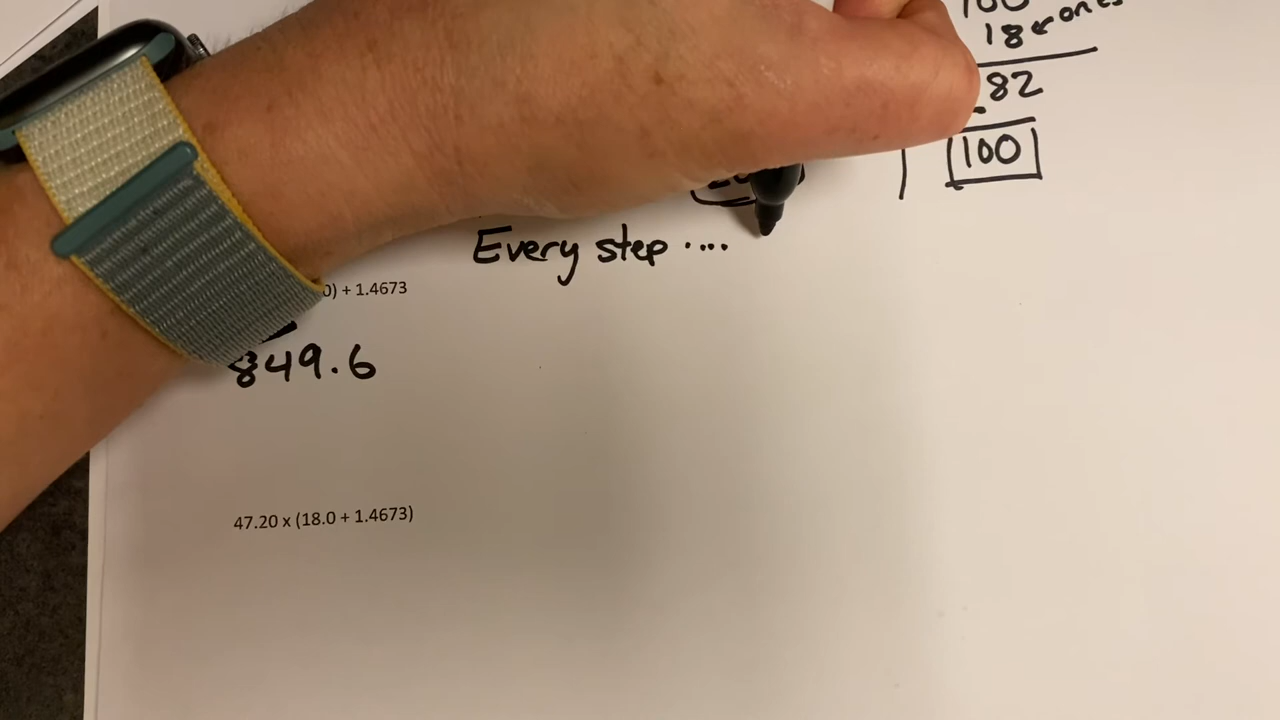 18 ← ones
82
100
Every step ....
0) + 1.4673
849.6
47.20 x (18.0 + 1.4673)